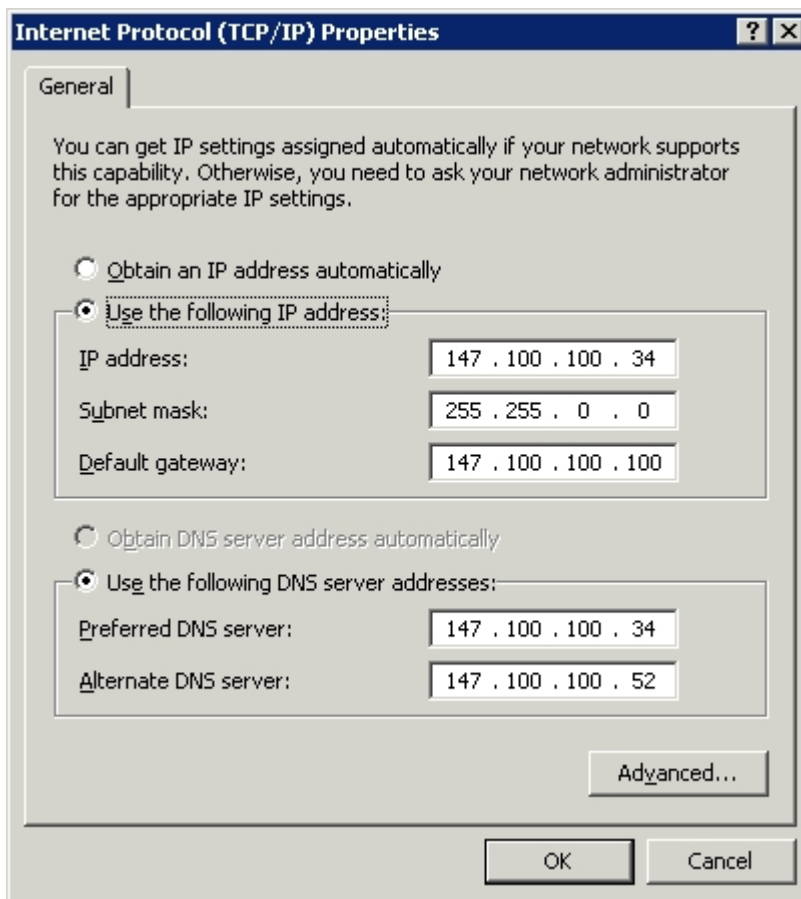 Internet Protocol (TCP/IP) Properties
General
You can get IP settings assigned automatically if your network supports
this capability. Otherwise, you need to ask your network administrator
for the appropriate IP settings.
Obtain an IP address automatically
Use the following IP address:
IP address: 147 . 100 . 100 . 34
Subnet mask: 255 . 255 . 0 . 0
Default gateway: 147 . 100 . 100 . 100
Obtain DNS server address automatically
Use the following DNS server addresses:
Preferred DNS server: 147 . 100 . 100 . 34
Alternate DNS server: 147 . 100 . 100 . 52
Advanced...
OK Cancel